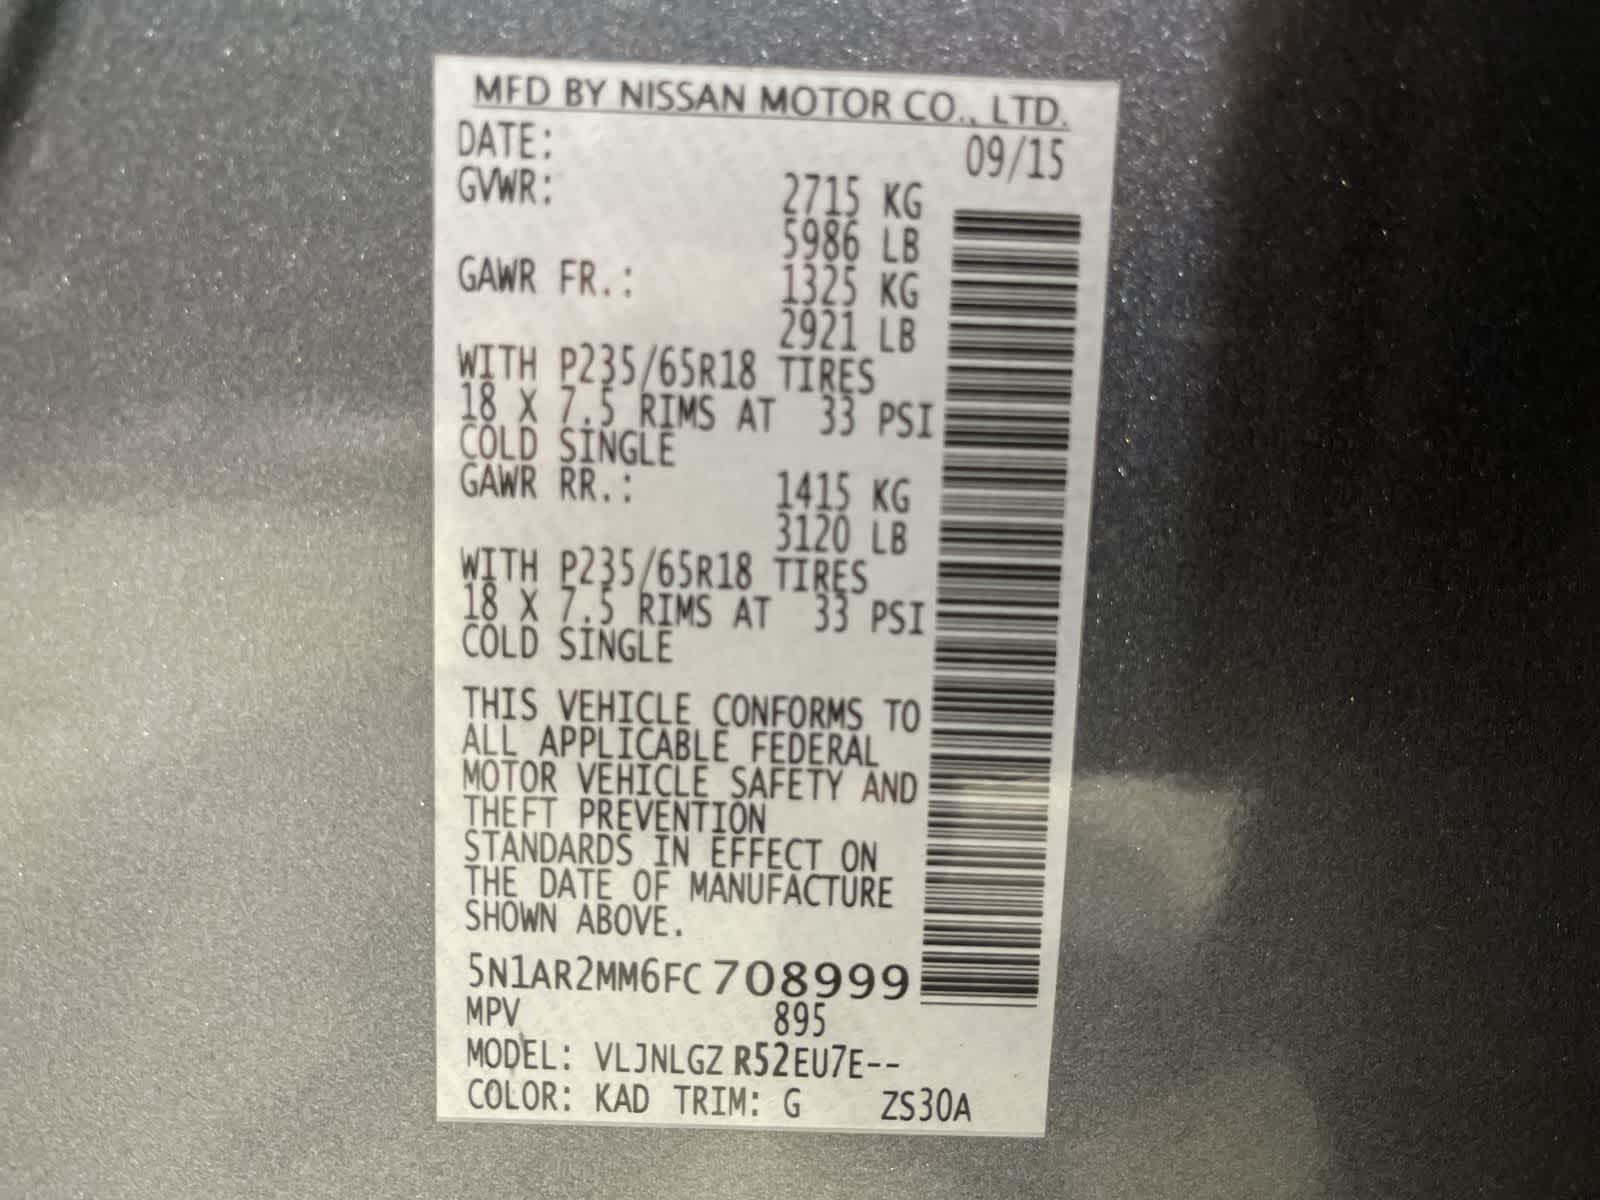 MFD BY NISSAN MOTOR CO., LTD.
DATE: 09/15
GVWR: 2715 KG
5986 LB
GAWR FR.: 1325 KG
2921 LB
WITH P235/65R18 TIRES
18 X 7.5 RIMS AT 33 PSI
COLD SINGLE
GAWR RR.: 1415 KG
3120 LB
WITH P235/65R18 TIRES
18 X 7.5 RIMS AT 33 PSI
COLD SINGLE
THIS VEHICLE CONFORMS TO
ALL APPLICABLE FEDERAL
MOTOR VEHICLE SAFETY AND
THEFT PREVENTION
STANDARDS IN EFFECT ON
THE DATE OF MANUFACTURE
SHOWN ABOVE.
5N1AR2MM6FC708999
MPV 895
MODEL: VLJNLGZ R52EU7E--
COLOR: KAD TRIM: G ZS30A